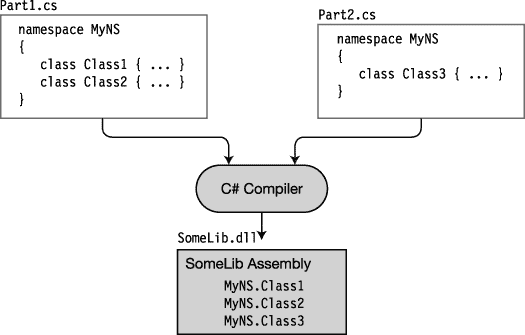 Part1.cs
namespace MyNS
{
class Class1 { ... }
class Class2 { ... }
}
Part2.cs
namespace MyNS
{
class Class3 { ... }
}
C# Compiler
SomeLib.dll
SomeLib Assembly
MyNS.Class1
MyNS.Class2
MyNS.Class3